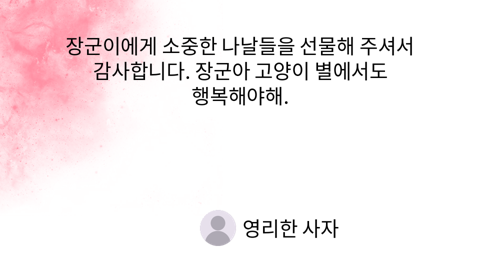 장군이에게 소중한 나날들을 선물해 주셔서
감사합니다. 장군아 고양이 별에서도
행복해야해.
영리한 사자